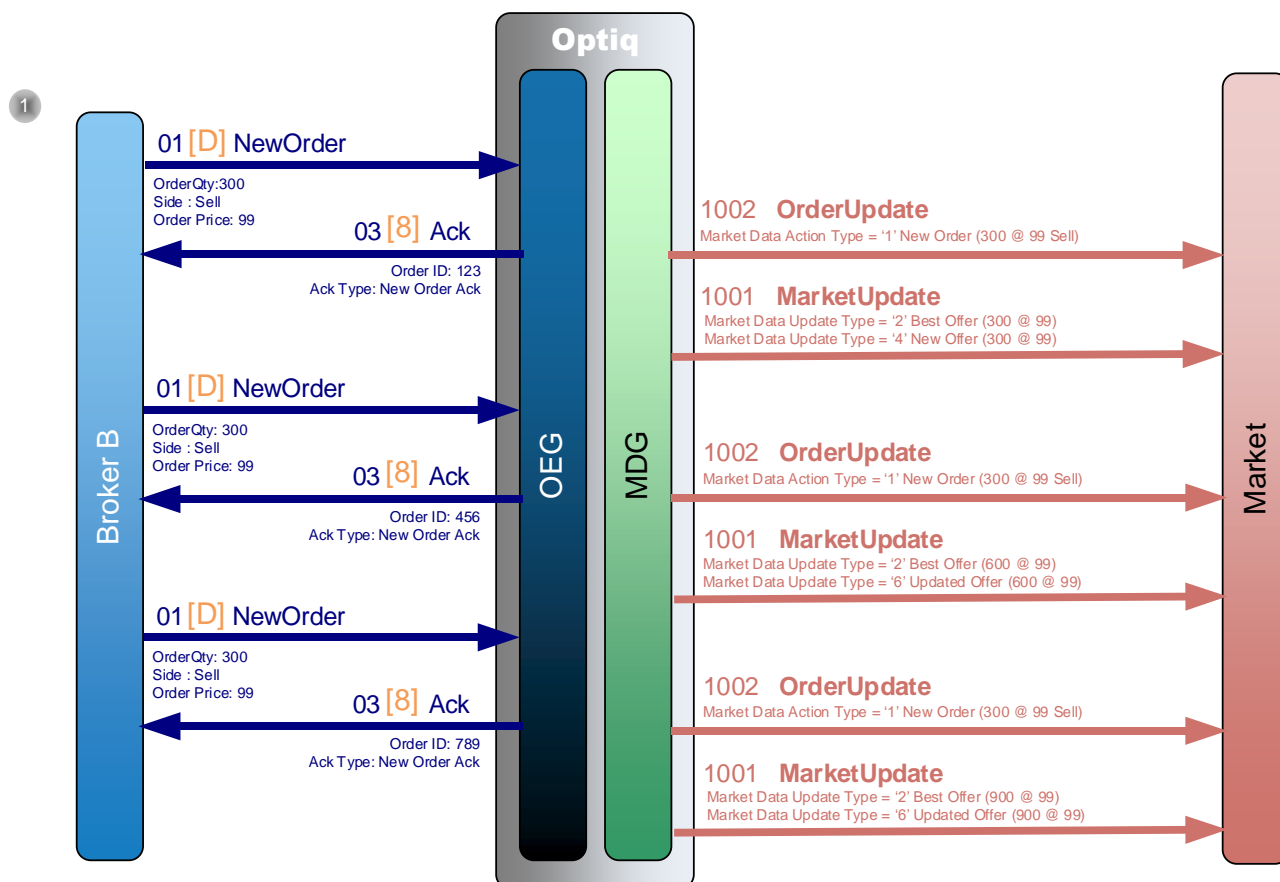 Optiq
1
01 [D] NewOrder
OrderQty:300
Side : Sell
Order Price: 99
03 [8] Ack
Order ID: 123
Ack Type: New Order Ack
1002 OrderUpdate
Market Data Action Type = ‘1’ New Order (300 @ 99 Sell)
1001 MarketUpdate
Market Data Update Type = ‘2’ Best Offer (300 @ 99)
Market Data Update Type = ‘4’ New Offer (300 @ 99)
01 [D] NewOrder
OrderQty: 300
Side : Sell
Order Price: 99
03 [8] Ack
Order ID: 456
Ack Type: New Order Ack
1002 OrderUpdate
Market Data Action Type = ‘1’ New Order (300 @ 99 Sell)
1001 MarketUpdate
Market Data Update Type = ‘2’ Best Offer (600 @ 99)
Market Data Update Type = ‘6’ Updated Offer (600 @ 99)
01 [D] NewOrder
OrderQty: 300
Side : Sell
Order Price: 99
03 [8] Ack
Order ID: 789
Ack Type: New Order Ack
1002 OrderUpdate
Market Data Action Type = ‘1’ New Order (300 @ 99 Sell)
1001 MarketUpdate
Market Data Update Type = ‘2’ Best Offer (900 @ 99)
Market Data Update Type = ‘6’ Updated Offer (900 @ 99)
Broker B
OEG
MDG
Market